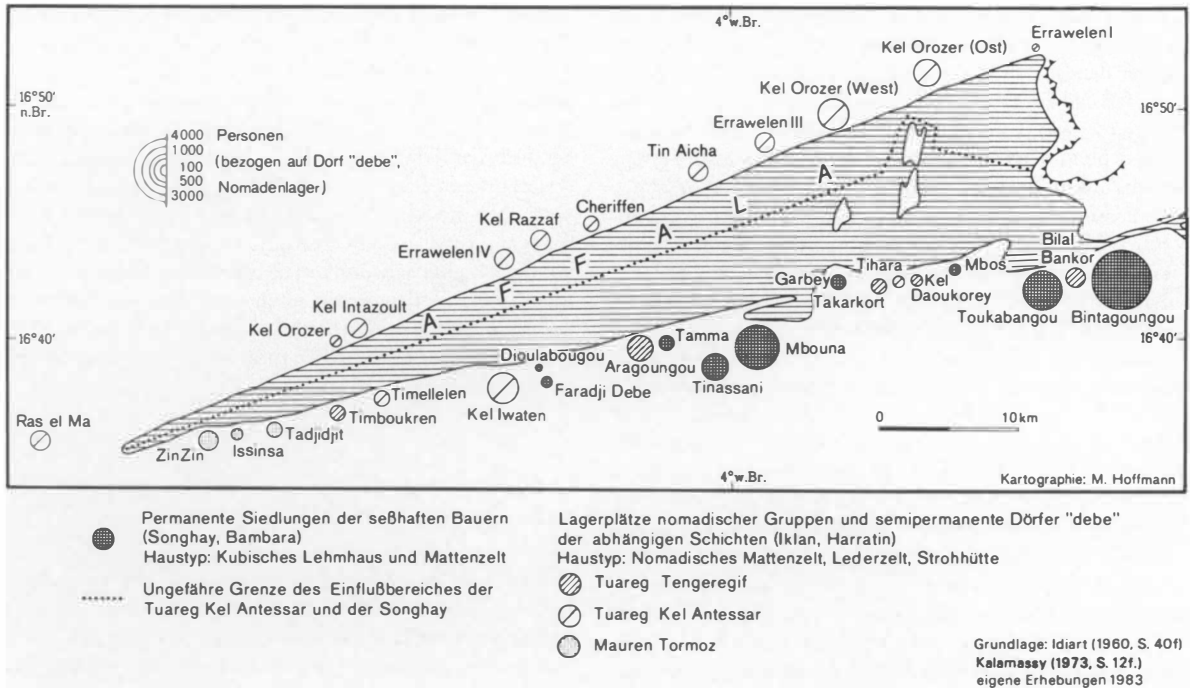 4° w.Br.
Errawelen I
Kel Orozer (Ost)
Kel Orozer (West)
16°50'
n.Br.
16°50'
4000 Personen
1000
(bezogen auf Dorf "debe",
100
500
Nomadenlager)
3000
Errawelen III
Tin Aicha
Cheriffen
Kel Razzaf
Errawelen IV
Kel Intazoult
Kel Orozer
A F F A L A
Bilal
Bankor
Mbos
Tihara
Garbey
Kel
Daoukorey
Takarkort
Toukabangou
Bintagoungou
16°40'
16°40'
Tamma
Mbouna
Dioulabougou
Aragoungou
Tinassani
Faradji Debe
Kel Iwaten
Timellelen
Timboukren
Tadjidjit
Issinsa
ZinZin
Ras el Ma
0 10 km
4° w.Br.
Kartographie: M. Hoffmann
Permanente Siedlungen der seßhaften Bauern
(Songhay, Bambara)
Haustyp: Kubisches Lehmhaus und Mattenzelt
Ungefähre Grenze des Einflußbereiches der
Tuareg Kel Antessar und der Songhay
Lagerplätze nomadischer Gruppen und semipermanente Dörfer "debe"
der abhängigen Schichten (Iklan, Harratin)
Haustyp: Nomadisches Mattenzelt, Lederzelt, Strohhütte
Tuareg Tengeregif
Tuareg Kel Antessar
Mauren Tormoz
Grundlage: Idiart (1960, S. 40f)
Kalamassy (1973, S. 12f.)
eigene Erhebungen 1983